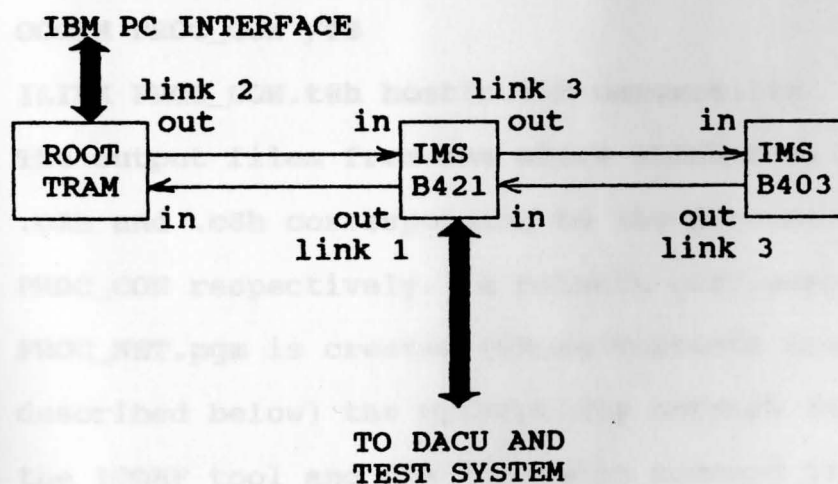 IBM PC INTERFACE
link 2
link 3
out
in
out
in
ROOT
TRAM
IMS
B421
IMS
B403
in
out
in
out
link 1
link 3
TO DACU AND
TEST SYSTEM